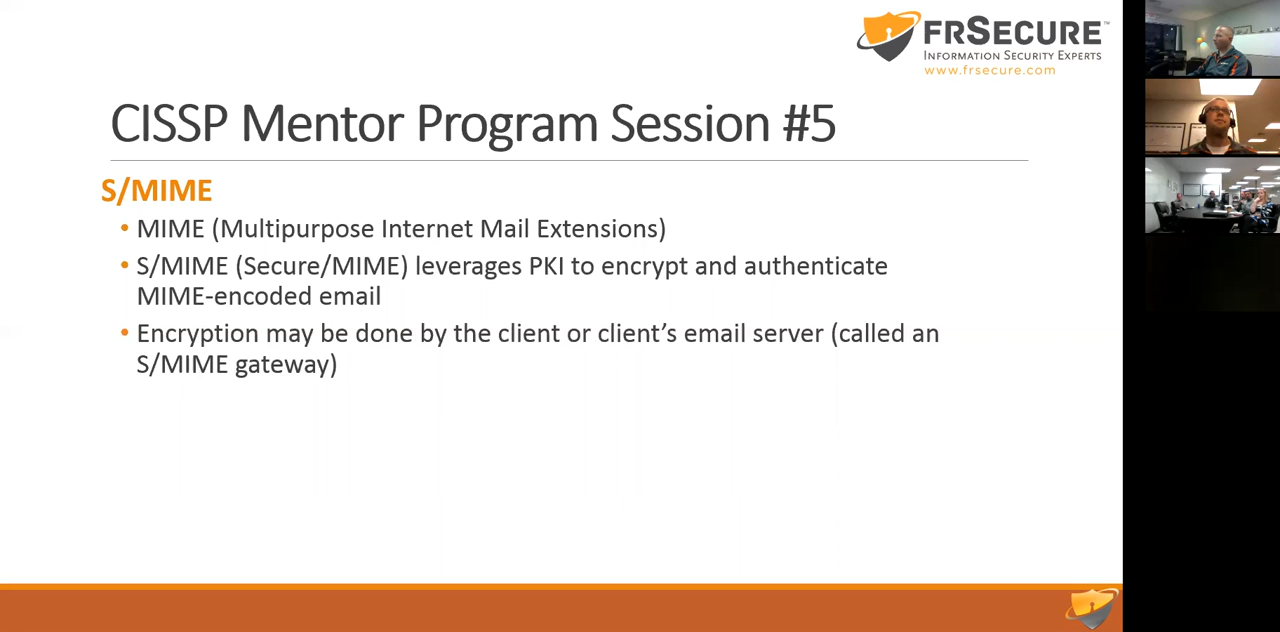 FRSECURE™
INFORMATION SECURITY EXPERTS
www.frsecure.com
CISSP Mentor Program Session #5
S/MIME
• MIME (Multipurpose Internet Mail Extensions)
• S/MIME (Secure/MIME) leverages PKI to encrypt and authenticate
MIME-encoded email
• Encryption may be done by the client or client’s email server (called an
S/MIME gateway)